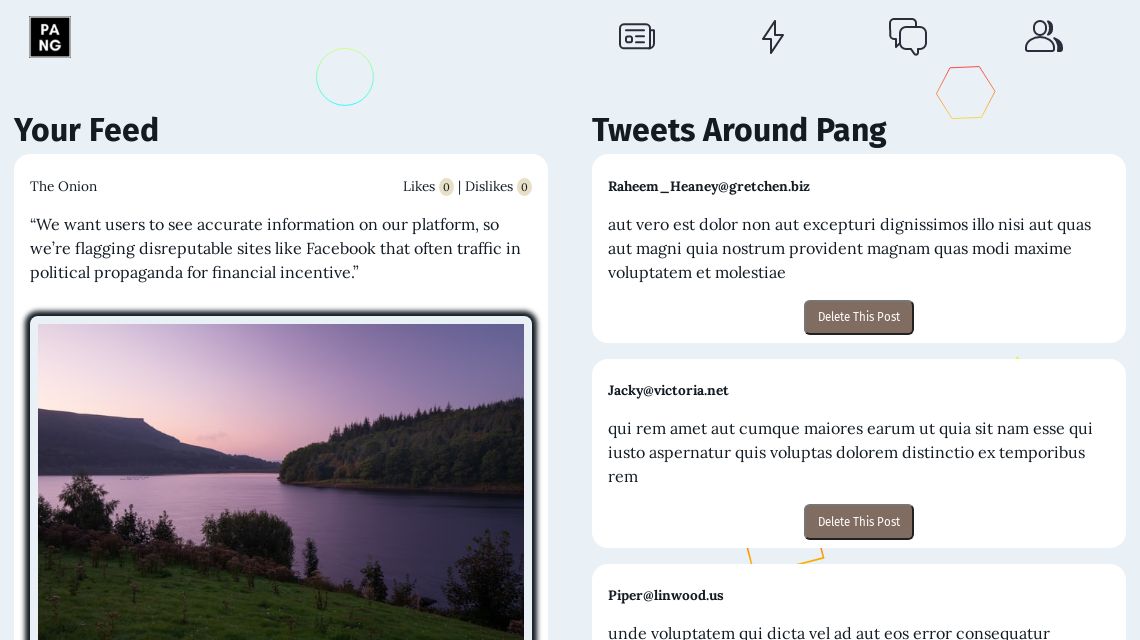 PA
NG
Your Feed
The Onion
Likes 0 | Dislikes 0
“We want users to see accurate information on our platform, so
we’re flagging disreputable sites like Facebook that often traffic in
political propaganda for financial incentive.”
Tweets Around Pang
Raheem_Heaney@gretchen.biz
aut vero est dolor non aut excepturi dignissimos illo nisi aut quas
aut magni quia nostrum provident magnam quas modi maxime
voluptatem et molestiae
Delete This Post
Jacky@victoria.net
qui rem amet aut cumque maiores earum ut quia sit nam esse qui
iusto aspernatur quis voluptas dolorem distinctio ex temporibus
rem
Delete This Post
Piper@linwood.us
unde voluptatem qui dicta vel ad aut eos error consequatur